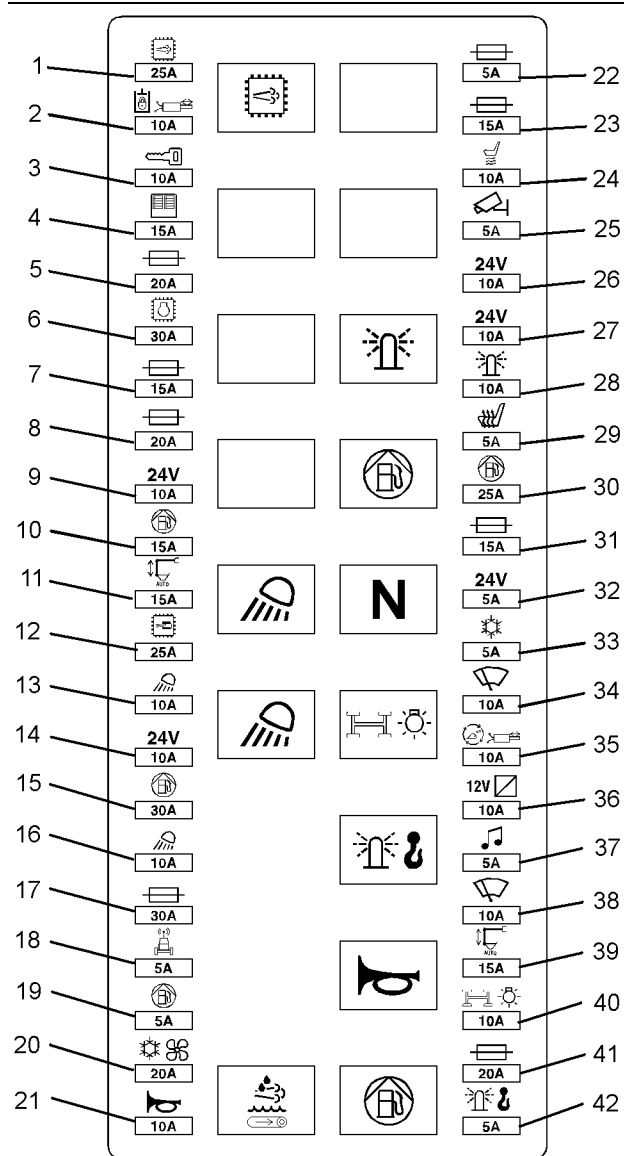 1 25A
2 10A
3 10A
4 15A
5 20A
6 30A
7 15A
8 20A
9 24V 10A
10 15A
11 AUTO 15A
12 25A
13 10A
14 24V 10A
15 30A
16 10A
17 30A
18 5A
19 5A
20 20A
21 10A
N
5A 22
15A 23
10A 24
5A 25
24V 10A 26
24V 10A 27
10A 28
5A 29
25A 30
15A 31
24V 5A 32
5A 33
10A 34
10A 35
12V 10A 36
5A 37
10A 38
AUTO 15A 39
10A 40
20A 41
5A 42